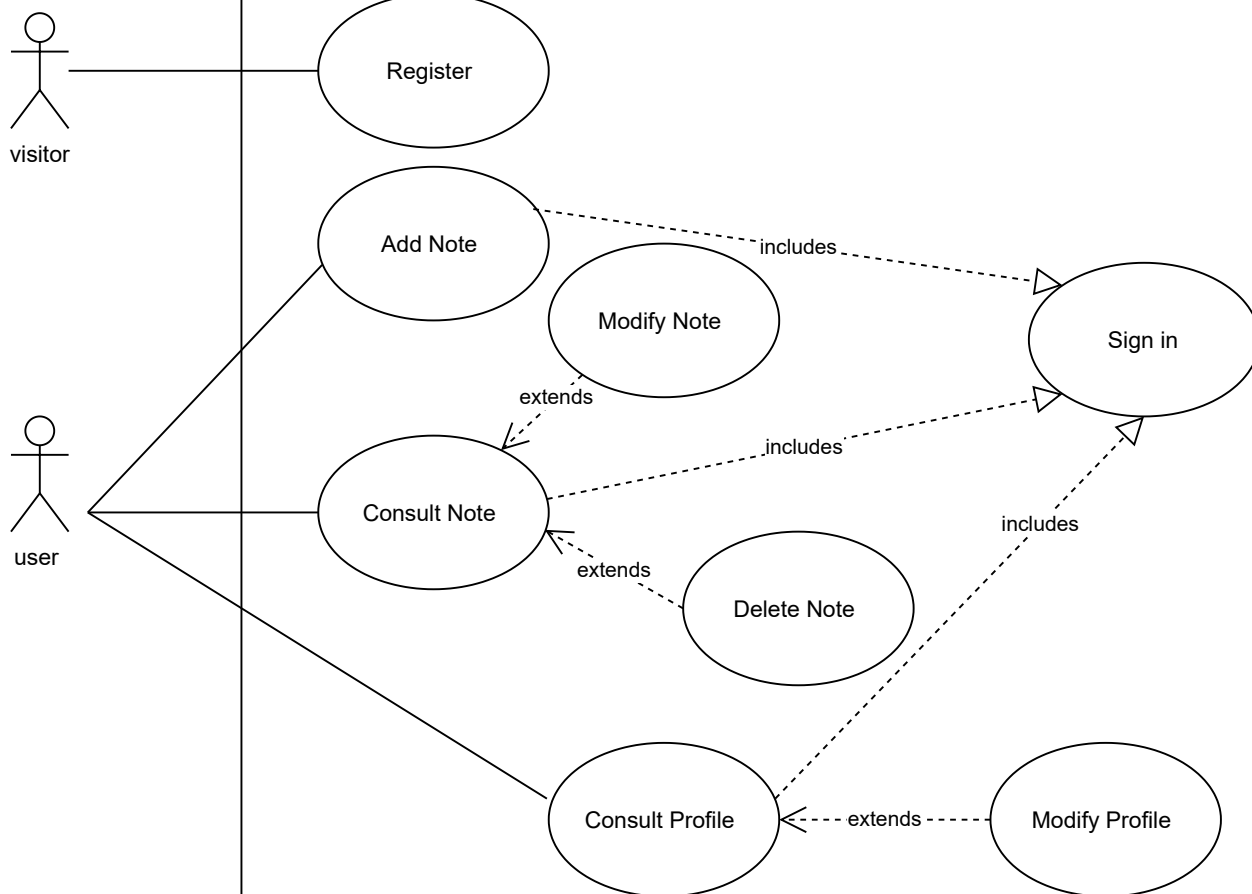 Register
visitor
Add Note
includes
Modify Note
Sign in
extends
includes
Consult Note
includes
user
extends
Delete Note
Consult Profile
extends
Modify Profile